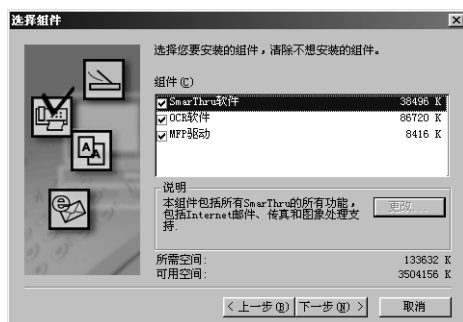 选择组件
选择您要安装的组件，清除不想安装的组件。
组件(C)
SmarThru软件 38496 K
OCR软件 86720 K
MFP驱动 8416 K
说明
本组件包括所有SmarThru的所有功能，
包括Internet邮件、传真和图象处理支
持.
更改...
所需空间: 133632 K
可用空间: 3504156 K
< 上一步(B) 下一步(N) > 取消